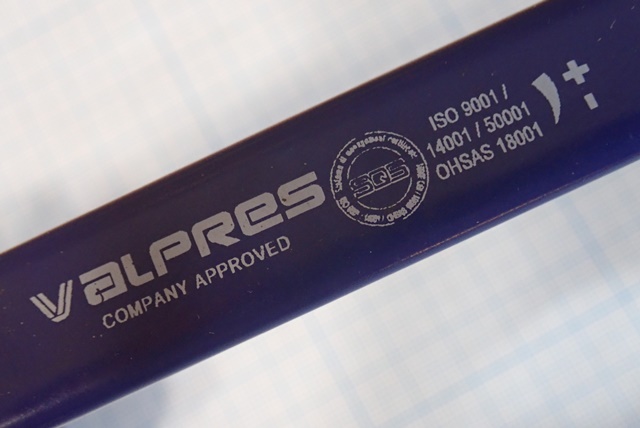 VALPRES
COMPANY APPROVED
SQS
ISO 9001 /
14001 / 50001
OHSAS 18001
+
-